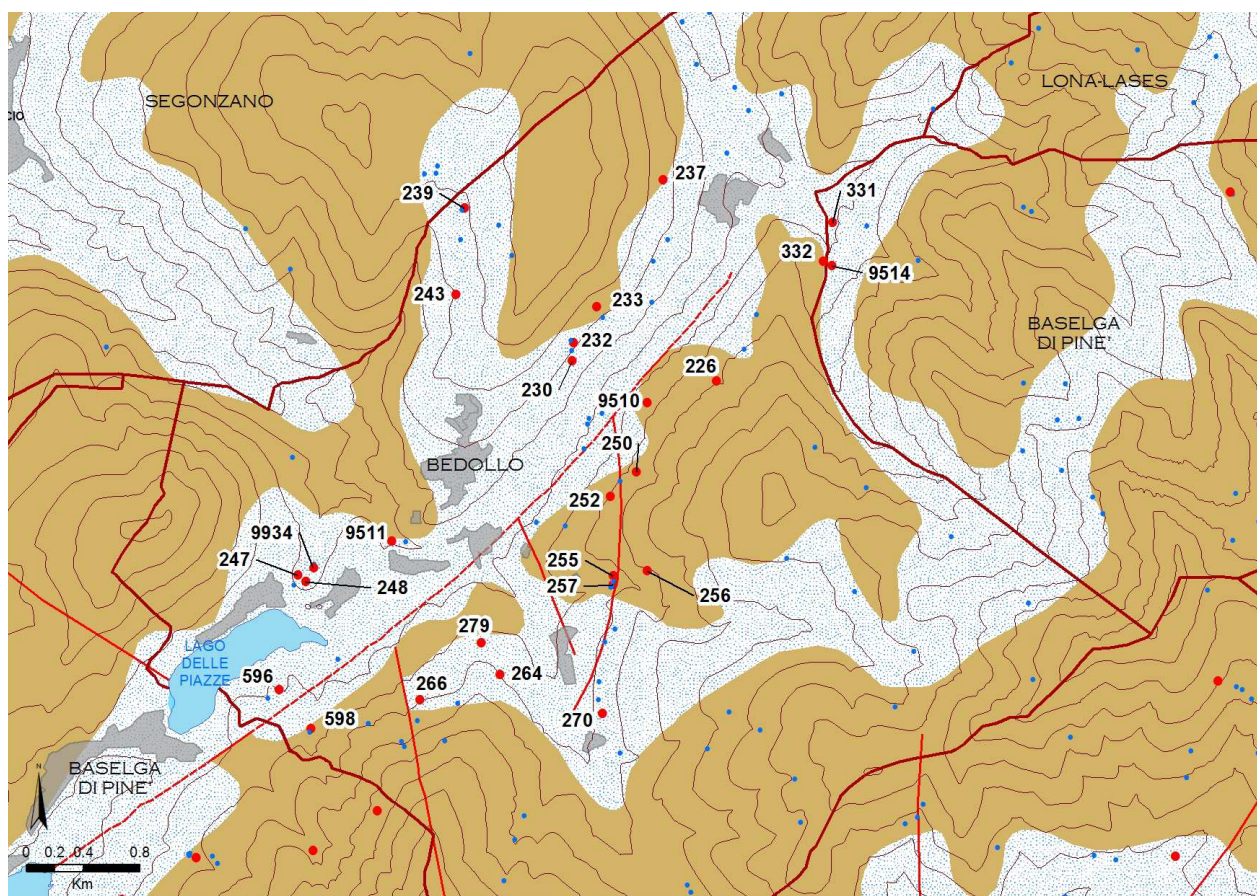 SEGONZANO
LONA-LASES
CIO
237
239
331
332
9514
243
233
BASELGA
DI PINE'
232
226
230
9510
250
BEDOLLO
252
9934
9511
247
255
248
257
256
279
LAGO
DELLE
PIAZZE
264
596
266
270
598
BASELGA
DI PINE'
N
0 0.2 0.4 0.8
Km